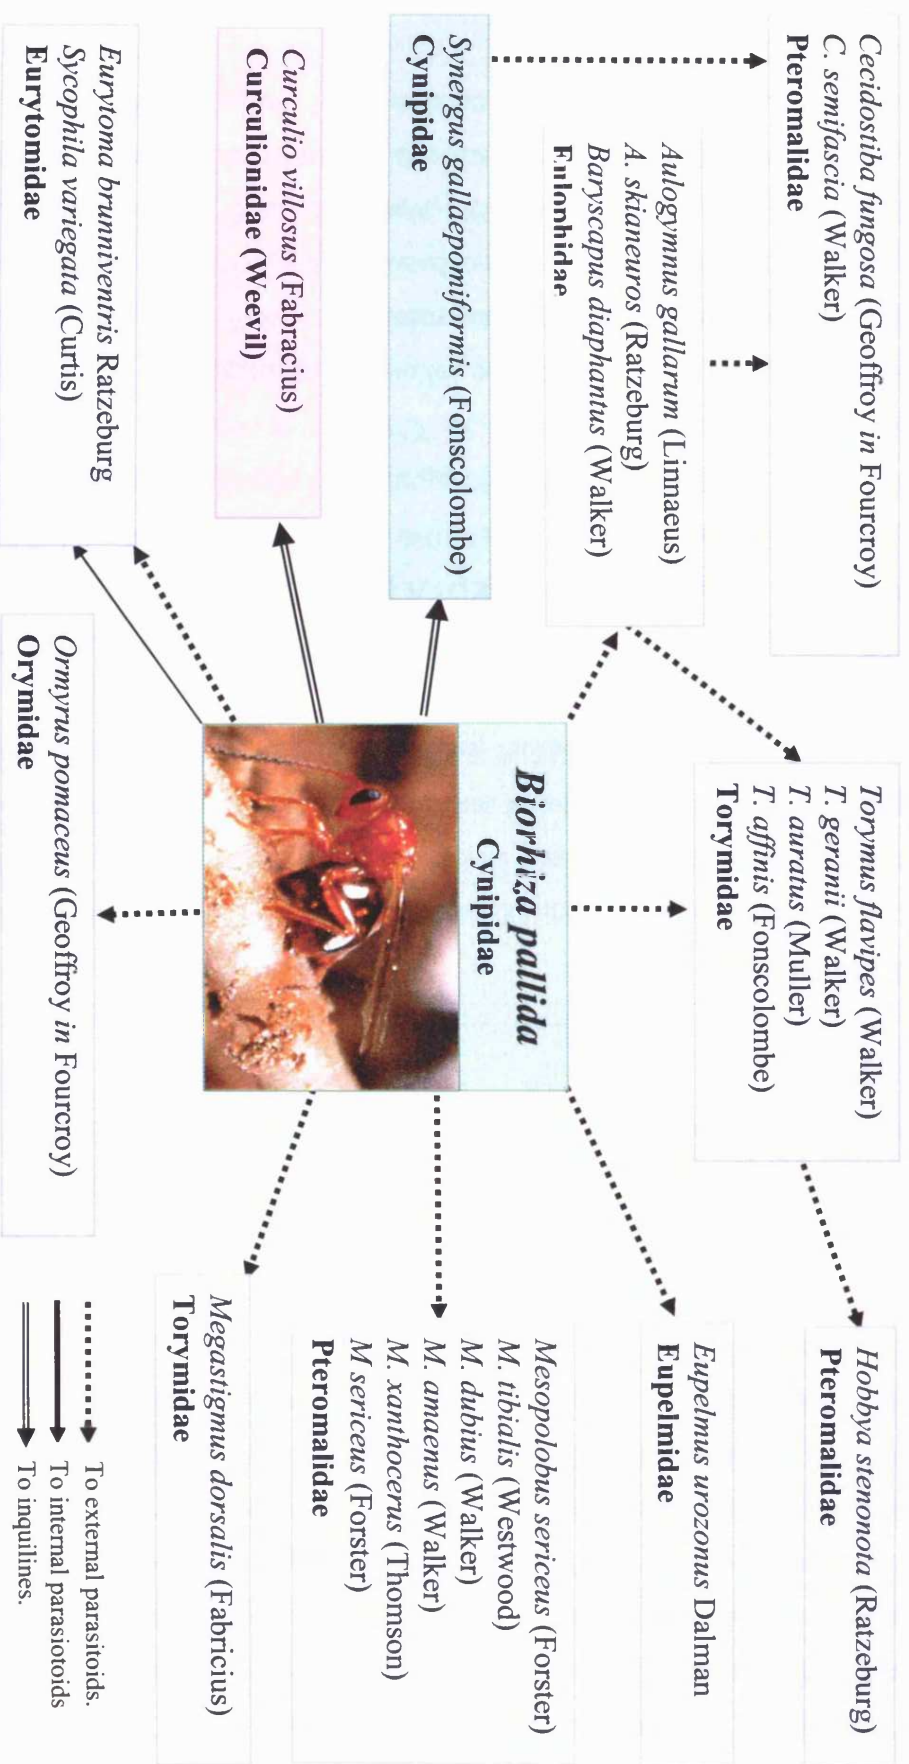 Cecidostiba fungosa (Geoffroy in Fourcroy)
C. semifascia (Walker)
Pteromalidae
Aulogymnus gallarum (Linnaeus)
A. skianeuros (Ratzeburg)
Baryscapus diaphantus (Walker)
Eulophidae
Synergus gallaepomiformis (Fonscolombe)
Cynipidae
Curculio villosus (Fabracius)
Curculionidae (Weevil)
Eurytoma brunniventris Ratzeburg
Sycophila variegata (Curtis)
Eurytomidae
Torymus flavipes (Walker)
T. geranii (Walker)
T. auratus (Muller)
T. affinis (Fonscolombe)
Torymidae
Biorhiza pallida
Cynipidae
Ormyrus pomaceus (Geoffroy in Fourcroy)
Orymidae
Hobbya stenonota (Ratzeburg)
Pteromalidae
Eupelmus urozonus Dalman
Eupelmidae
Mesopolobus sericeus (Forster)
M. tibialis (Westwood)
M. dubius (Walker)
M. amaenus (Walker)
M. xanthocerus (Thomson)
M sericeus (Forster)
Pteromalidae
Megastigmus dorsalis (Fabricius)
Torymidae
To external parasitoids.
To internal parasiotoids
To inquilines.